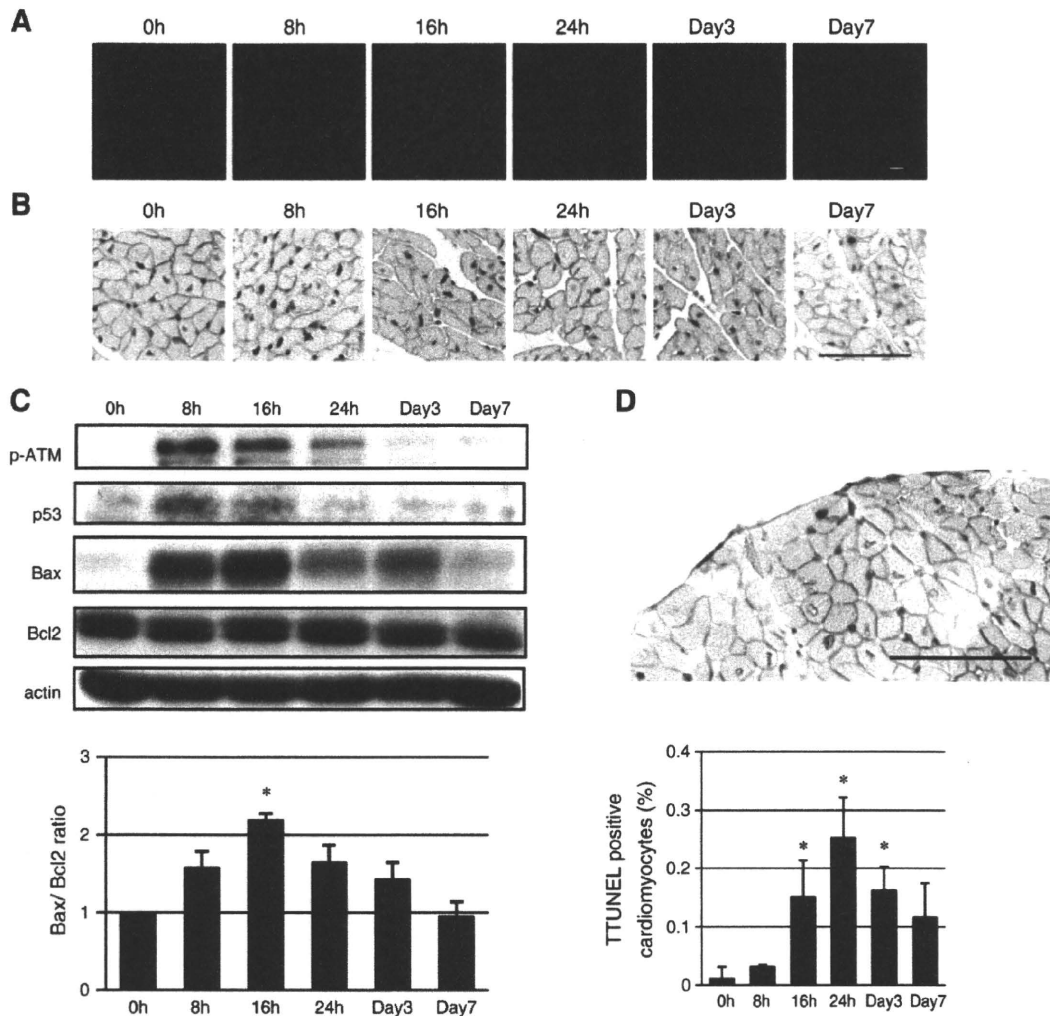 A
0h 8h 16h 24h Day3 Day7
B
0h 8h 16h 24h Day3 Day7
C
0h 8h 16h 24h Day3 Day7
p-ATM
p53
Bax
Bcl2
actin
Bax/ Bcl2 ratio
3
2
1
0
*
0h 8h 16h 24h Day3 Day7
D
TTUNEL positive
cardiomyocytes (%)
0.4
0.3
0.2
0.1
0
* * *
0h 8h 16h 24h Day3 Day7